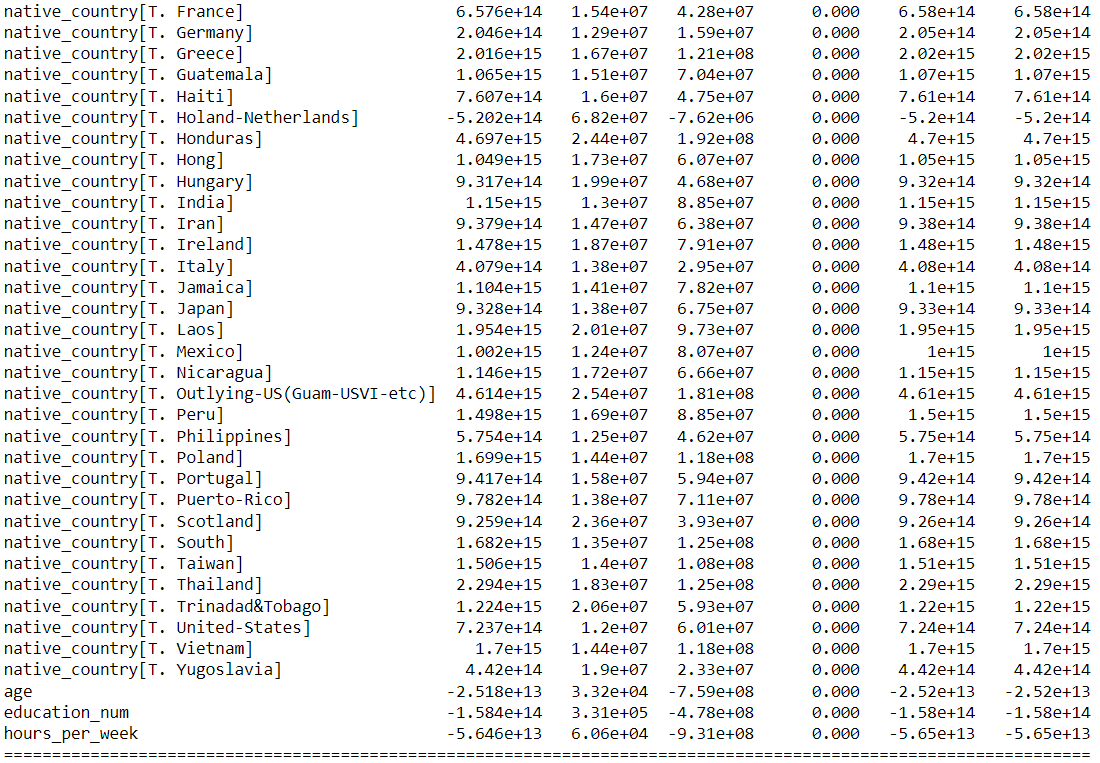 native_country[T. France] 6.576e+14 1.54e+07 4.28e+07 0.000 6.58e+14 6.58e+14
native_country[T. Germany] 2.046e+14 1.29e+07 1.59e+07 0.000 2.05e+14 2.05e+14
native_country[T. Greece] 2.016e+15 1.67e+07 1.21e+08 0.000 2.02e+15 2.02e+15
native_country[T. Guatemala] 1.065e+15 1.51e+07 7.04e+07 0.000 1.07e+15 1.07e+15
native_country[T. Haiti] 7.607e+14 1.6e+07 4.75e+07 0.000 7.61e+14 7.61e+14
native_country[T. Holand-Netherlands] -5.202e+14 6.82e+07 -7.62e+06 0.000 -5.2e+14 -5.2e+14
native_country[T. Honduras] 4.697e+15 2.44e+07 1.92e+08 0.000 4.7e+15 4.7e+15
native_country[T. Hong] 1.049e+15 1.73e+07 6.07e+07 0.000 1.05e+15 1.05e+15
native_country[T. Hungary] 9.317e+14 1.99e+07 4.68e+07 0.000 9.32e+14 9.32e+14
native_country[T. India] 1.15e+15 1.3e+07 8.85e+07 0.000 1.15e+15 1.15e+15
native_country[T. Iran] 9.379e+14 1.47e+07 6.38e+07 0.000 9.38e+14 9.38e+14
native_country[T. Ireland] 1.478e+15 1.87e+07 7.91e+07 0.000 1.48e+15 1.48e+15
native_country[T. Italy] 4.079e+14 1.38e+07 2.95e+07 0.000 4.08e+14 4.08e+14
native_country[T. Jamaica] 1.104e+15 1.41e+07 7.82e+07 0.000 1.1e+15 1.1e+15
native_country[T. Japan] 9.328e+14 1.38e+07 6.75e+07 0.000 9.33e+14 9.33e+14
native_country[T. Laos] 1.954e+15 2.01e+07 9.73e+07 0.000 1.95e+15 1.95e+15
native_country[T. Mexico] 1.002e+15 1.24e+07 8.07e+07 0.000 1e+15 1e+15
native_country[T. Nicaragua] 1.146e+15 1.72e+07 6.66e+07 0.000 1.15e+15 1.15e+15
native_country[T. Outlying-US(Guam-USVI-etc)] 4.614e+15 2.54e+07 1.81e+08 0.000 4.61e+15 4.61e+15
native_country[T. Peru] 1.498e+15 1.69e+07 8.85e+07 0.000 1.5e+15 1.5e+15
native_country[T. Philippines] 5.754e+14 1.25e+07 4.62e+07 0.000 5.75e+14 5.75e+14
native_country[T. Poland] 1.699e+15 1.44e+07 1.18e+08 0.000 1.7e+15 1.7e+15
native_country[T. Portugal] 9.417e+14 1.58e+07 5.94e+07 0.000 9.42e+14 9.42e+14
native_country[T. Puerto-Rico] 9.782e+14 1.38e+07 7.11e+07 0.000 9.78e+14 9.78e+14
native_country[T. Scotland] 9.259e+14 2.36e+07 3.93e+07 0.000 9.26e+14 9.26e+14
native_country[T. South] 1.682e+15 1.35e+07 1.25e+08 0.000 1.68e+15 1.68e+15
native_country[T. Taiwan] 1.506e+15 1.4e+07 1.08e+08 0.000 1.51e+15 1.51e+15
native_country[T. Thailand] 2.294e+15 1.83e+07 1.25e+08 0.000 2.29e+15 2.29e+15
native_country[T. Trinadad&Tobago] 1.224e+15 2.06e+07 5.93e+07 0.000 1.22e+15 1.22e+15
native_country[T. United-States] 7.237e+14 1.2e+07 6.01e+07 0.000 7.24e+14 7.24e+14
native_country[T. Vietnam] 1.7e+15 1.44e+07 1.18e+08 0.000 1.7e+15 1.7e+15
native_country[T. Yugoslavia] 4.42e+14 1.9e+07 2.33e+07 0.000 4.42e+14 4.42e+14
age -2.518e+13 3.32e+04 -7.59e+08 0.000 -2.52e+13 -2.52e+13
education_num -1.584e+14 3.31e+05 -4.78e+08 0.000 -1.58e+14 -1.58e+14
hours_per_week -5.646e+13 6.06e+04 -9.31e+08 0.000 -5.65e+13 -5.65e+13
=================================================================================================================